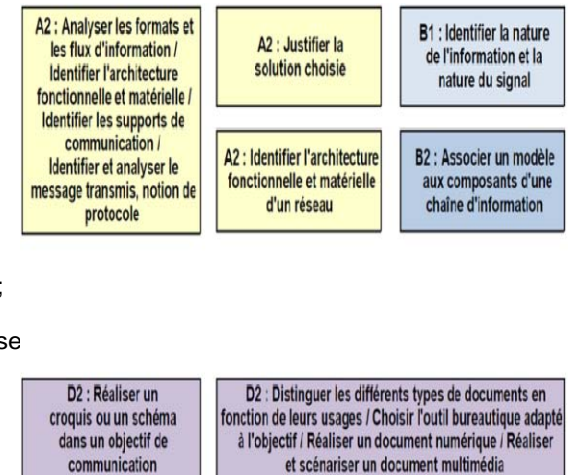 A2 : Analyser les formats et
les flux d'information /
Identifier l'architecture
fonctionnelle et matérielle /
Identifier les supports de
communication /
Identifier et analyser le
message transmis, notion de
protocole
A2 : Justifier la
solution choisie
B1 : Identifier la nature
de l'information et la
nature du signal
A2 : Identifier l'architecture
fonctionnelle et matérielle
d'un réseau
B2 : Associer un modèle
aux composants d'une
chaîne d'information
;
se
D2 : Réaliser un
croquis ou un schéma
dans un objectif de
communication
D2 : Distinguer les différents types de documents en
fonction de leurs usages / Choisir l'outil bureautique adapté
à l'objectif / Réaliser un document numérique / Réaliser
et scénariser un document multimédia